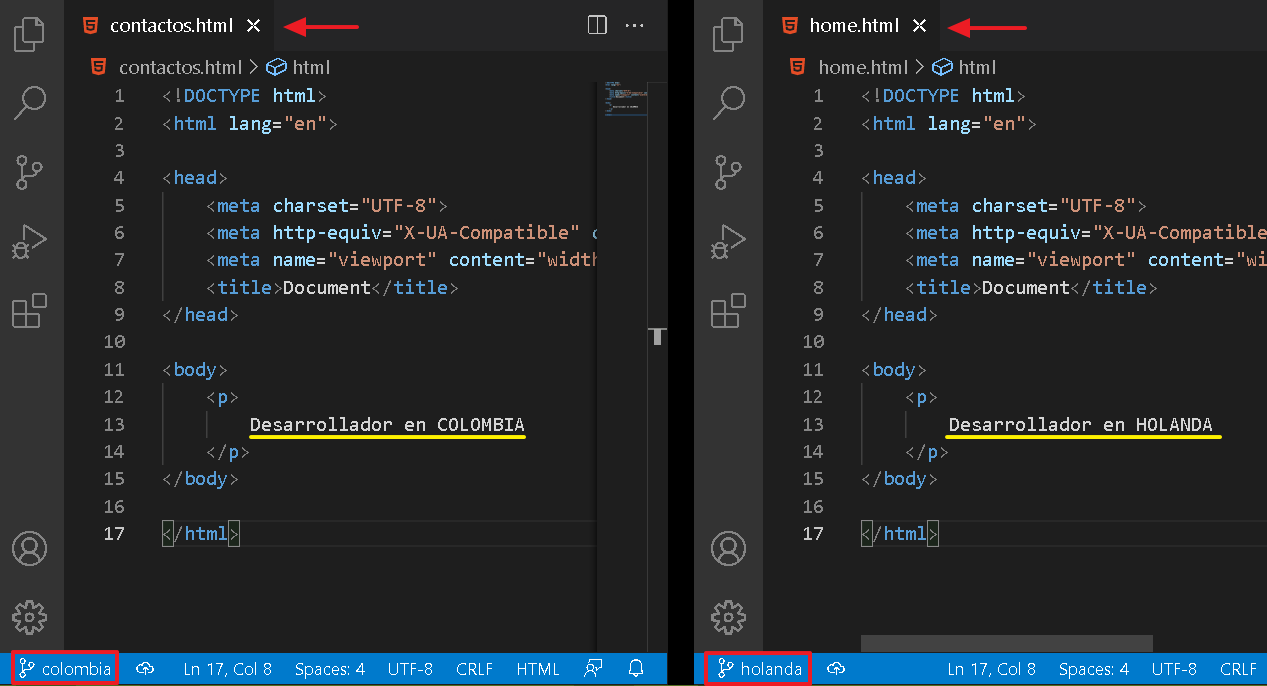 contactos.html
contactos.html > html
1 <!DOCTYPE html>
2 <html lang="en">
3
4 <head>
5 <meta charset="UTF-8">
6 <meta http-equiv="X-UA-Compatible" c
7 <meta name="viewport" content="width
8 <title>Document</title>
9 </head>
10
11 <body>
12 <p>
13 Desarrollador en COLOMBIA
14 </p>
15 </body>
16
17 </html>
colombia Ln 17, Col 8 Spaces: 4 UTF-8 CRLF HTML
home.html
home.html > html
1 <!DOCTYPE html>
2 <html lang="en">
3
4 <head>
5 <meta charset="UTF-8">
6 <meta http-equiv="X-UA-Compatible
7 <meta name="viewport" content="wi
8 <title>Document</title>
9 </head>
10
11 <body>
12 <p>
13 Desarrollador en HOLANDA
14 </p>
15 </body>
16
17 </html>
holanda Ln 17, Col 8 Spaces: 4 UTF-8 CRLF